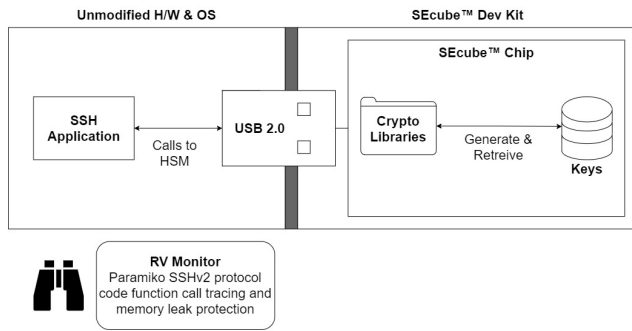 Unmodified H/W & OS
SEcube™ Dev Kit
SEcube™ Chip
SSH
Application
Calls to
HSM
USB 2.0
Crypto
Libraries
Generate &
Retreive
Keys
RV Monitor
Paramiko SSHv2 protocol
code function call tracing and
memory leak protection